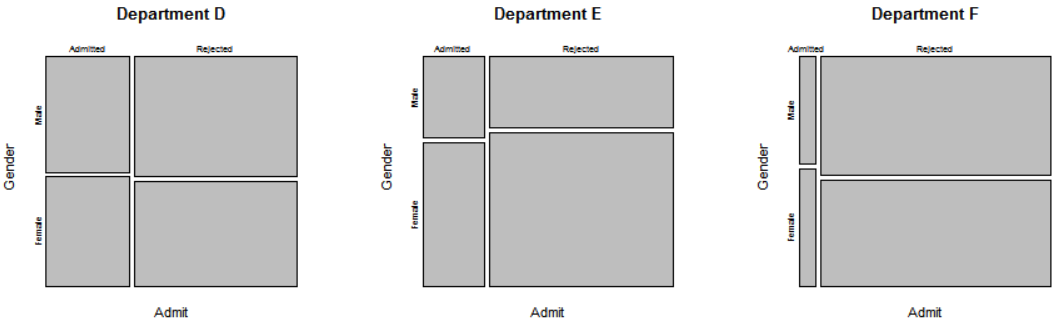 Department D
Admitted Rejected
Male
Female
Gender
Admit
Department E
Admitted Rejected
Male
Female
Gender
Admit
Department F
Admitted Rejected
Male
Female
Gender
Admit